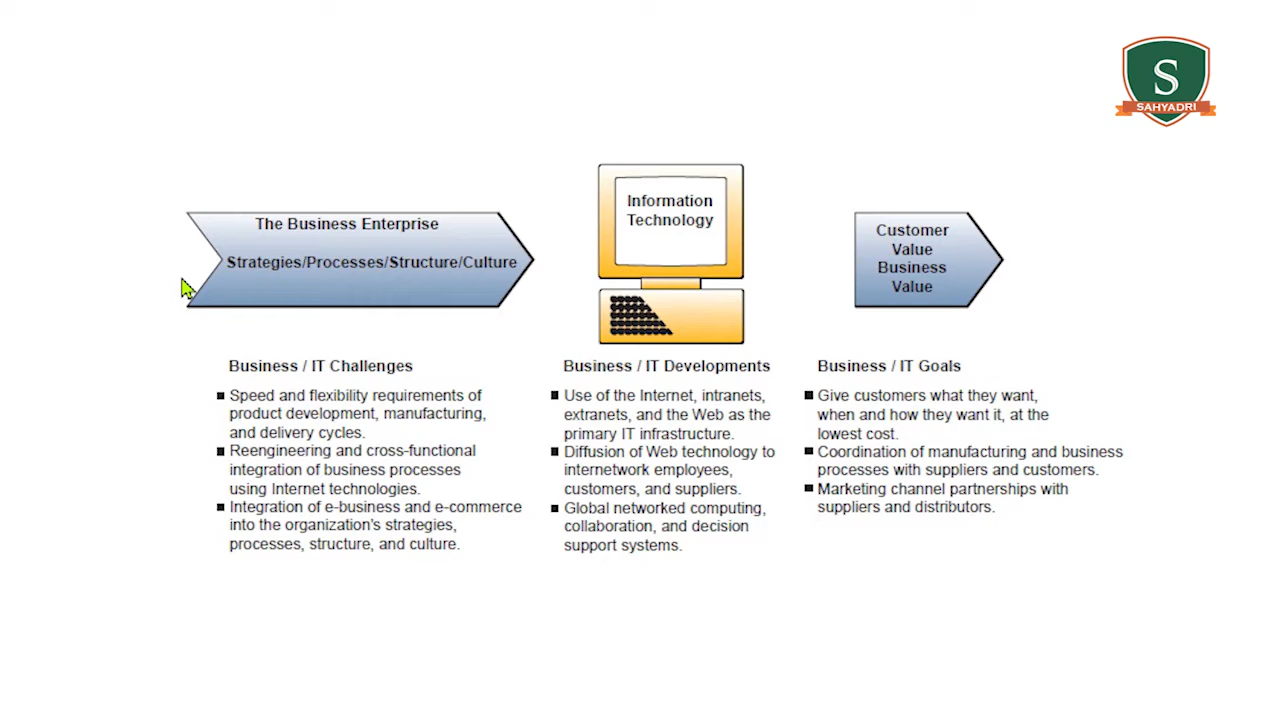 S
SAHYADRI
The Business Enterprise
Strategies/Processes/Structure/Culture
Information
Technology
Customer
Value
Business
Value
Business / IT Challenges
Speed and flexibility requirements of
product development, manufacturing,
and delivery cycles.
Reengineering and cross-functional
integration of business processes
using Internet technologies.
Integration of e-business and e-commerce
into the organization's strategies,
processes, structure, and culture.
Business / IT Developments
Use of the Internet, intranets,
extranets, and the Web as the
primary IT infrastructure.
Diffusion of Web technology to
internetwork employees,
customers, and suppliers.
Global networked computing,
collaboration, and decision
support systems.
Business / IT Goals
Give customers what they want,
when and how they want it, at the
lowest cost.
Coordination of manufacturing and business
processes with suppliers and customers.
Marketing channel partnerships with
suppliers and distributors.